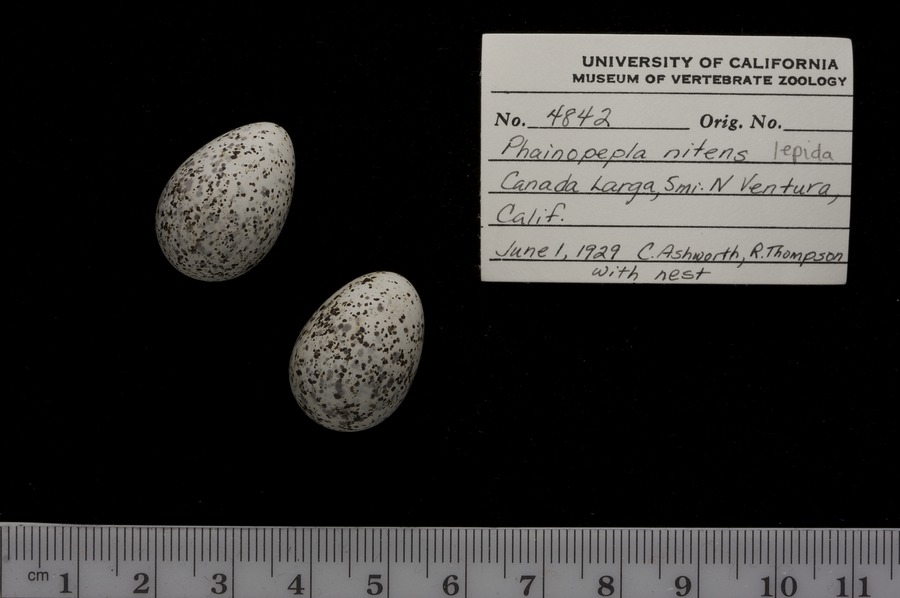 UNIVERSITY OF CALIFORNIA
MUSEUM OF VERTEBRATE ZOOLOGY
No. 4842 Orig. No.
Phainopepla nitens lepida
Canada Larga, 5mi. N Ventura,
Calif.
June 1, 1929 C. Ashworth, R. Thompson
with nest
cm 1 2 3 4 5 6 7 8 9 10 11